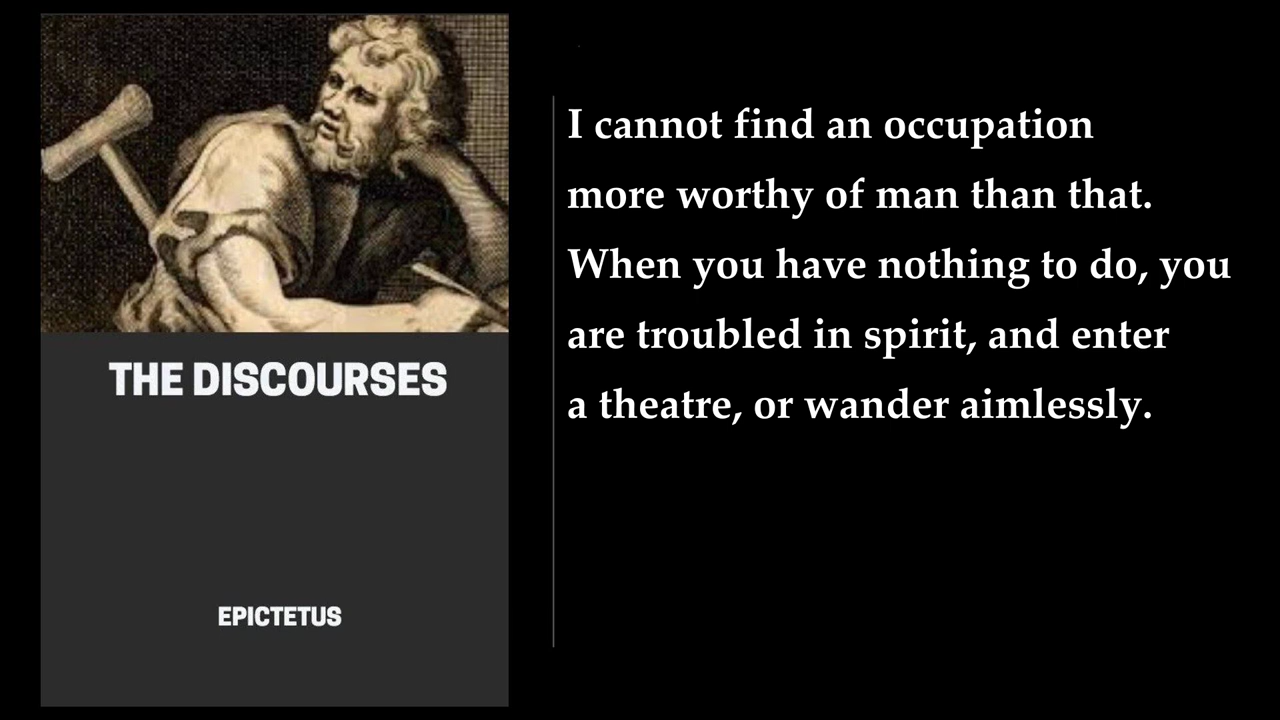 THE DISCOURSES
EPICTETUS
I cannot find an occupation
more worthy of man than that.
When you have nothing to do, you
are troubled in spirit, and enter
a theatre, or wander aimlessly.